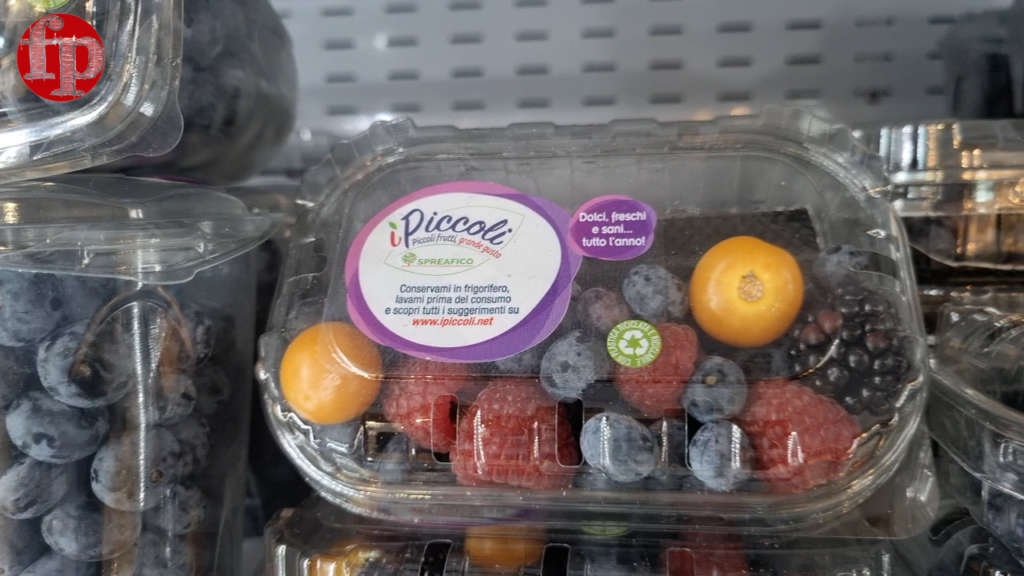 fp
iPiccoli
Piccoli frutti, grande gusto
SPREAFICO
Conservami in frigorifero,
lavami prima del consumo
e scopri tutti i suggerimenti su
www.ipiccoli.net
Dolci, freschi
e sani...
tutto l'anno!